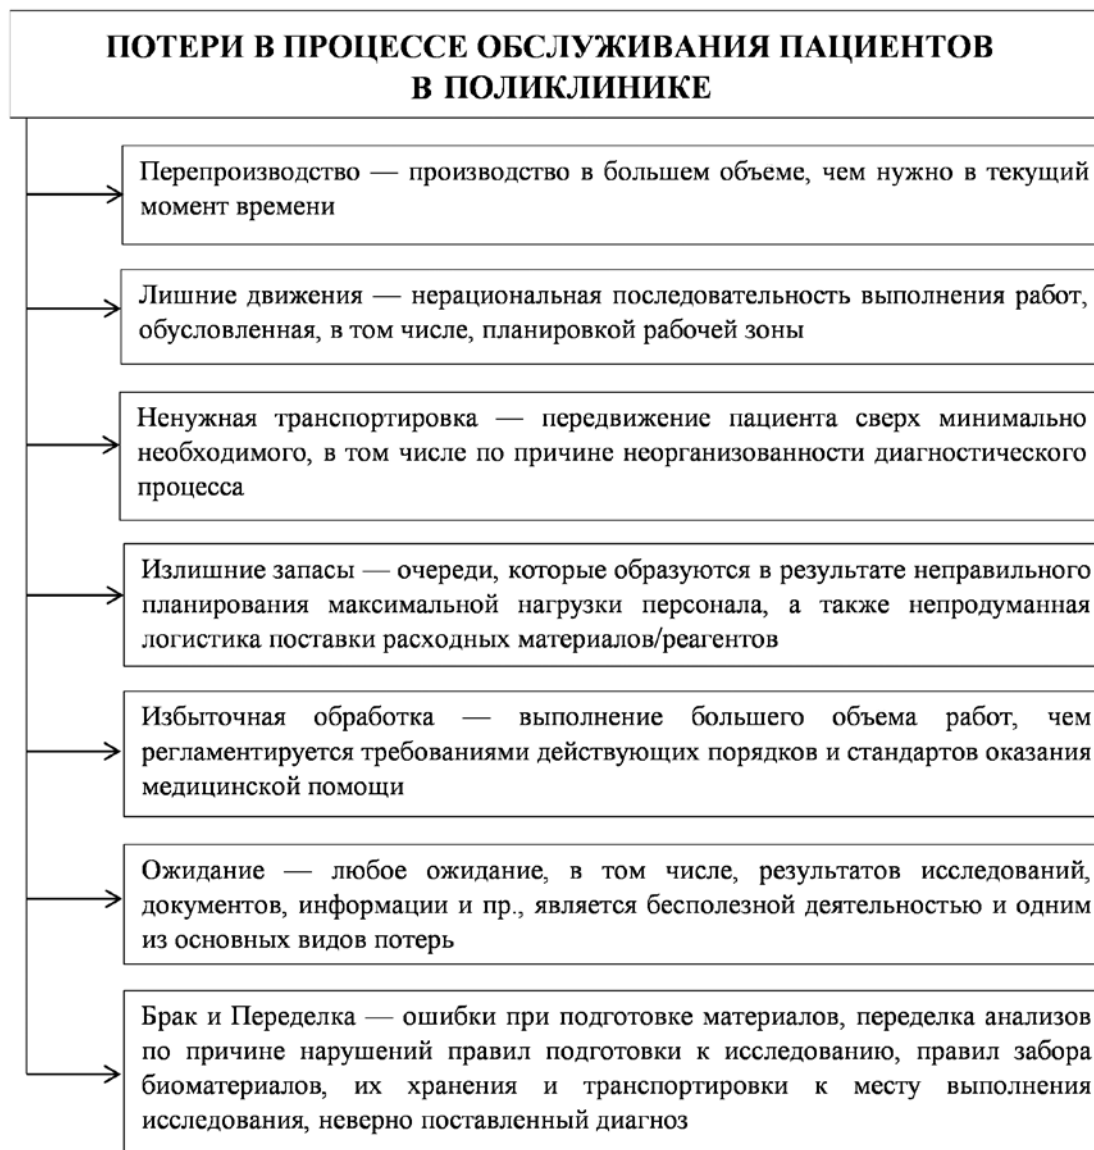 ПОТЕРИ В ПРОЦЕССЕ ОБСЛУЖИВАНИЯ ПАЦИЕНТОВ
В ПОЛИКЛИНИКЕ
Перепроизводство — производство в большем объеме, чем нужно в текущий
момент времени
Лишние движения — нерациональная последовательность выполнения работ,
обусловленная, в том числе, планировкой рабочей зоны
Ненужная транспортировка — передвижение пациента сверх минимально
необходимого, в том числе по причине неорганизованности диагностического
процесса
Излишние запасы — очереди, которые образуются в результате неправильного
планирования максимальной нагрузки персонала, а также непродуманная
логистика поставки расходных материалов/реагентов
Избыточная обработка — выполнение большего объема работ, чем
регламентируется требованиями действующих порядков и стандартов оказания
медицинской помощи
Ожидание — любое ожидание, в том числе, результатов исследований,
документов, информации и пр., является бесполезной деятельностью и одним
из основных видов потерь
Брак и Переделка — ошибки при подготовке материалов, переделка анализов
по причине нарушений правил подготовки к исследованию, правил забора
биоматериалов, их хранения и транспортировки к месту выполнения
исследования, неверно поставленный диагноз